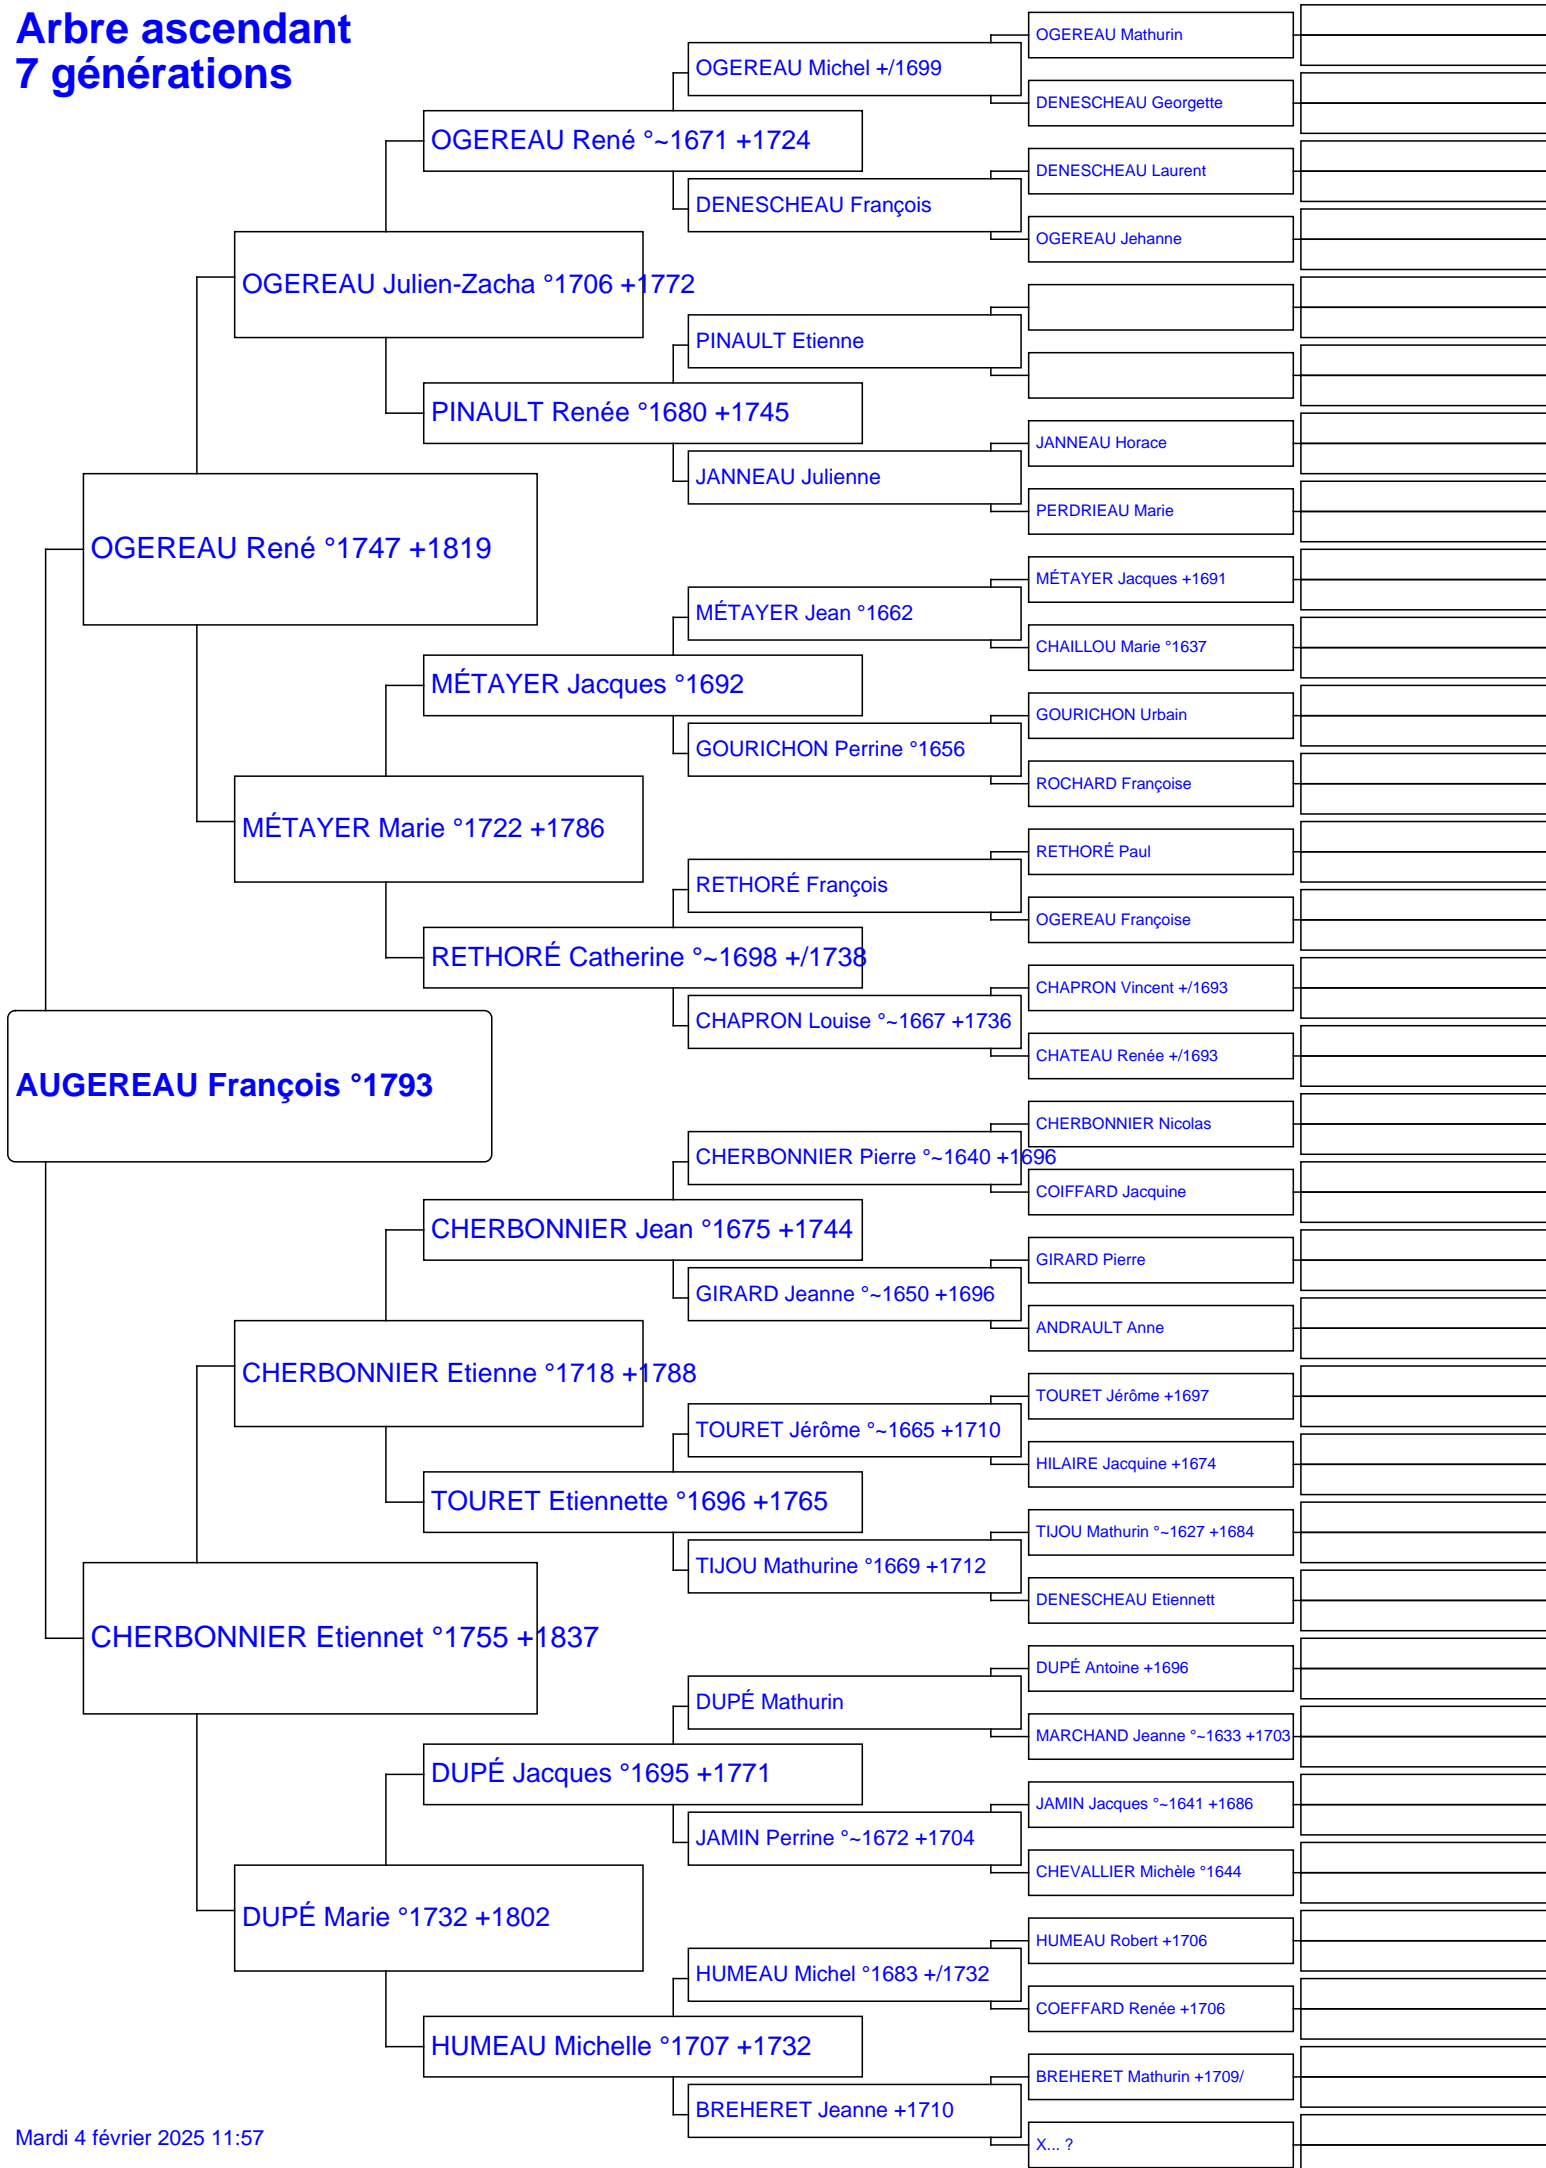 Arbre ascendant
7 générations
OGEREAU Mathurin
OGEREAU Michel +/1699
DENESCHEAU Georgette
OGEREAU René °~1671 +1724
DENESCHEAU Laurent
DENESCHEAU François
OGEREAU Jehanne
OGEREAU Julien-Zacha °1706 +1772
PINAULT Etienne
PINAULT Renée °1680 +1745
JANNEAU Horace
JANNEAU Julienne
PERDRIEAU Marie
OGEREAU René °1747 +1819
MÉTAYER Jacques +1691
MÉTAYER Jean °1662
CHAILLOU Marie °1637
MÉTAYER Jacques °1692
GOURICHON Urbain
GOURICHON Perrine °1656
ROCHARD Françoise
MÉTAYER Marie °1722 +1786
RETHORÉ Paul
RETHORÉ François
OGEREAU Françoise
RETHORÉ Catherine °~1698 +/1738
CHAPRON Vincent +/1693
CHAPRON Louise °~1667 +1736
CHATEAU Renée +/1693
AUGEREAU François °1793
CHERBONNIER Nicolas
CHERBONNIER Pierre °~1640 +1696
COIFFARD Jacquine
CHERBONNIER Jean °1675 +1744
GIRARD Pierre
GIRARD Jeanne °~1650 +1696
ANDRAULT Anne
CHERBONNIER Etienne °1718 +1788
TOURET Jérôme +1697
TOURET Jérôme °~1665 +1710
HILAIRE Jacquine +1674
TOURET Etiennette °1696 +1765
TIJOU Mathurin °~1627 +1684
TIJOU Mathurine °1669 +1712
DENESCHEAU Etiennett
CHERBONNIER Etiennet °1755 +1837
DUPÉ Antoine +1696
DUPÉ Mathurin
MARCHAND Jeanne °~1633 +1703
DUPÉ Jacques °1695 +1771
JAMIN Jacques °~1641 +1686
JAMIN Perrine °~1672 +1704
CHEVALLIER Michèle °1644
DUPÉ Marie °1732 +1802
HUMEAU Robert +1706
HUMEAU Michel °1683 +/1732
COEFFARD Renée +1706
HUMEAU Michelle °1707 +1732
BREHERET Mathurin +1709/
BREHERET Jeanne +1710
X... ?
Mardi 4 février 2025 11:57